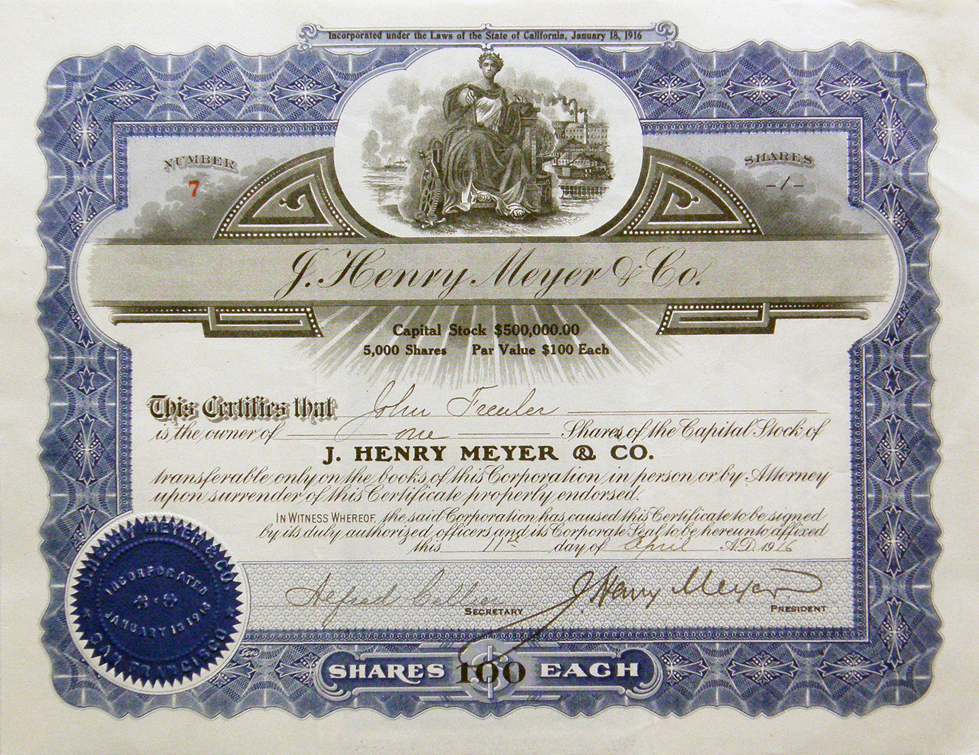 Incorporated under the Laws of the State of California, January 18, 1916
NUMBER
7
SHARES
-1-
J. Henry Meyer & Co.
Capital Stock $500,000.00
5,000 Shares Par Value $100 Each
This Certifies that John Freuler
is the owner of one Shares of the Capital Stock of
J. HENRY MEYER & CO.
transferable only on the books of this Corporation in person or by Attorney
upon surrender of this Certificate properly endorsed.
IN WITNESS WHEREOF, the said Corporation has caused this Certificate to be signed
by its duly authorized officers and its Corporate Seal to be hereunto affixed
this 11th day of April A.D. 1916
Alfred
SECRETARY
J. Henry Meyer
PRESIDENT
J. HENRY MEYER & CO.
INCORPORATED
JANUARY 18 1916
SAN FRANCISCO
SHARES $100 EACH